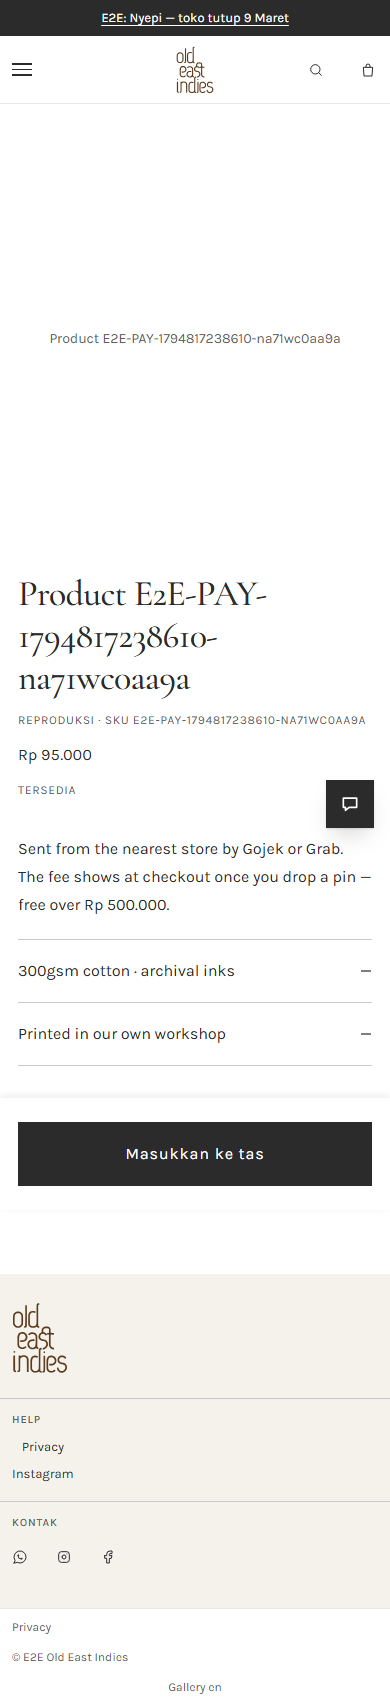 E2E: Nyepi — toko tutup 9 Maret
old
east
indies
Product E2E-PAY-1794817238610-na71wc0aa9a
Product E2E-PAY-
1794817238610-
na71wc0aa9a
REPRODUKSI · SKU E2E-PAY-1794817238610-NA71WC0AA9A
Rp 95.000
TERSEDIA
Sent from the nearest store by Gojek or Grab.
The fee shows at checkout once you drop a pin —
free over Rp 500.000.
300gsm cotton · archival inks
Printed in our own workshop
Masukkan ke tas
old
east
indies
HELP
Privacy
Instagram
KONTAK
Privacy
© E2E Old East Indies
Gallery en